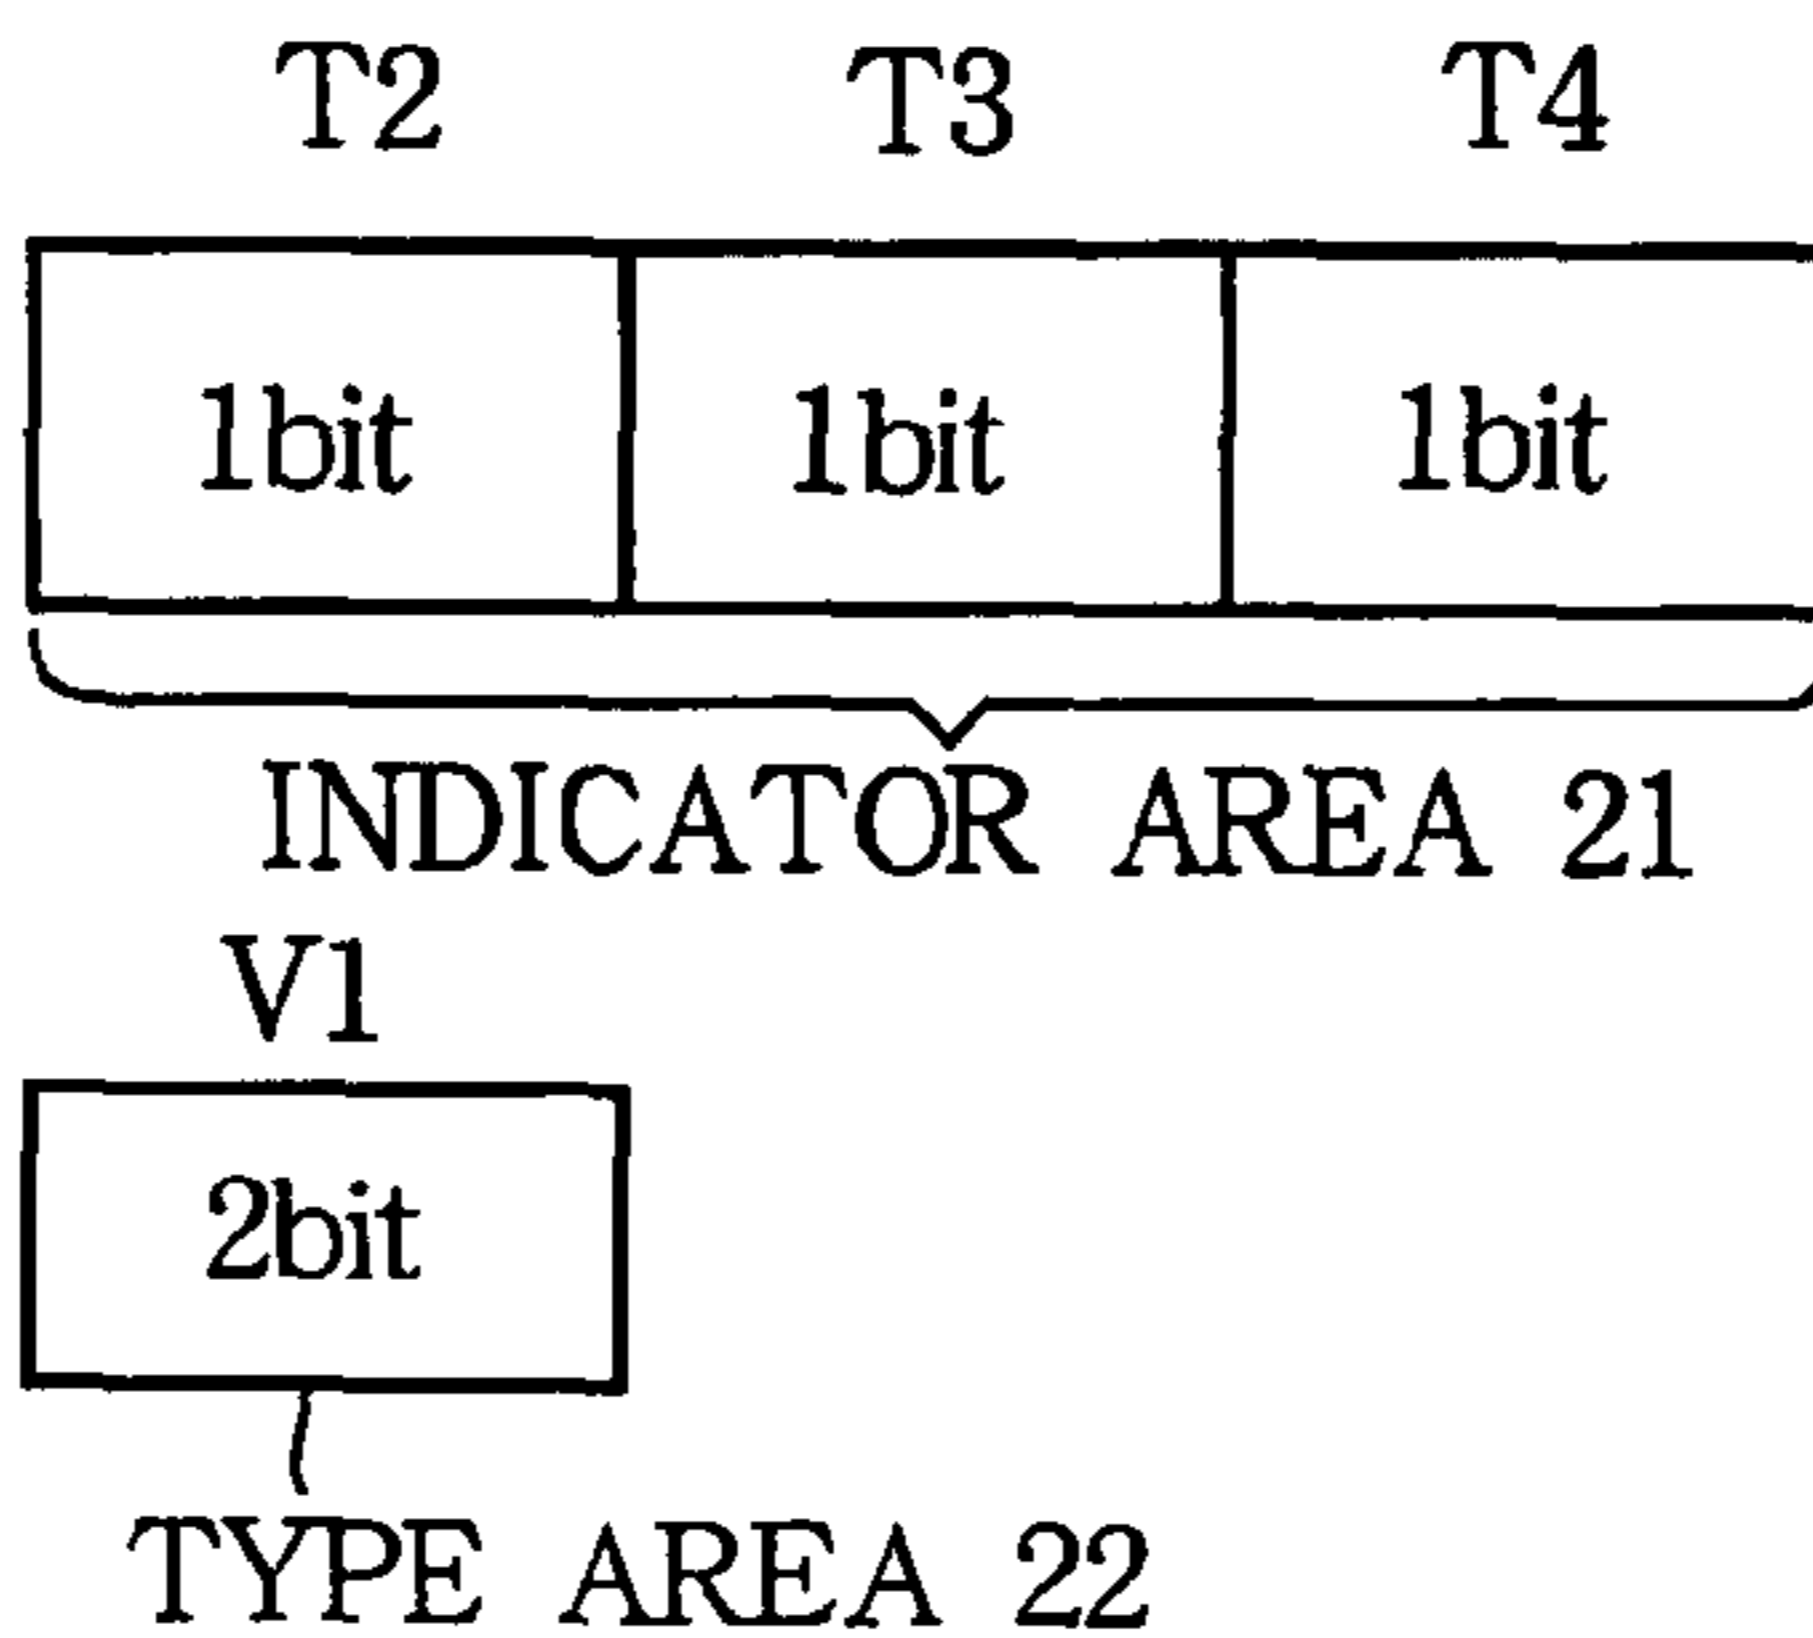 T2 T3 T4
1bit 1bit 1bit
INDICATOR AREA 21
V1
2bit
TYPE AREA 22